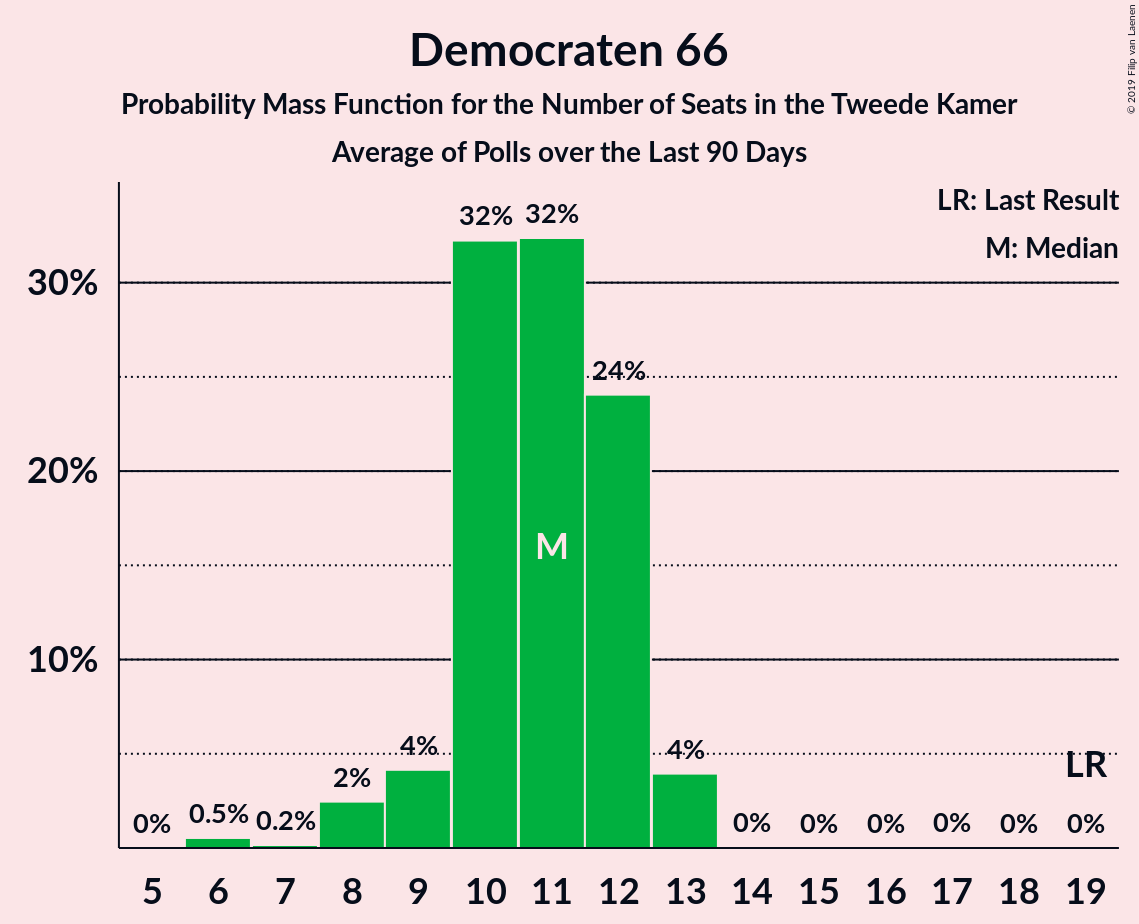 Democraten 66
Probability Mass Function for the Number of Seats in the Tweede Kamer
Average of Polls over the Last 90 Days
© 2019 Filip van Laenen
LR: Last Result
M: Median
30%
20%
10%
0%
0.5%
0.2%
2%
4%
32%
32%
24%
4%
0%
0%
0%
0%
0%
0%
M
LR
5 6 7 8 9 10 11 12 13 14 15 16 17 18 19